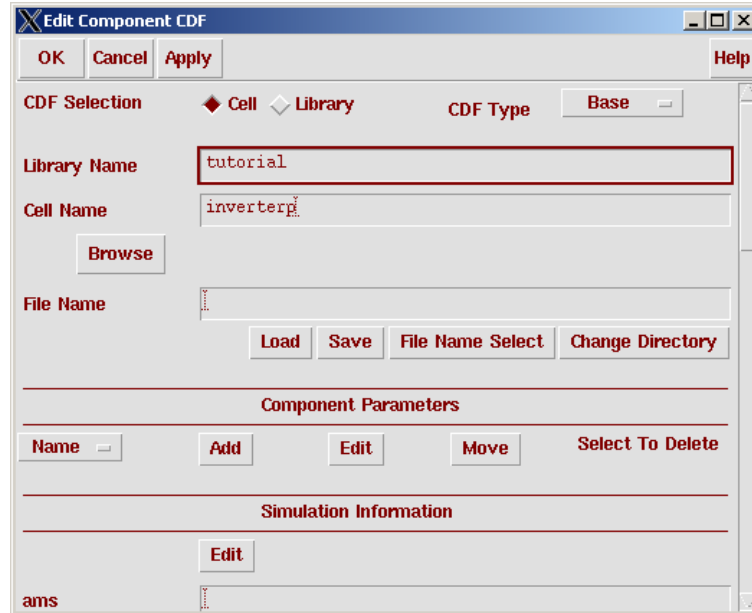 Edit Component CDF
OK Cancel Apply Help
CDF Selection Cell Library CDF Type Base
Library Name tutorial
Cell Name inverterp
Browse
File Name
Load Save File Name Select Change Directory
Component Parameters
Name Add Edit Move Select To Delete
Simulation Information
Edit
ams